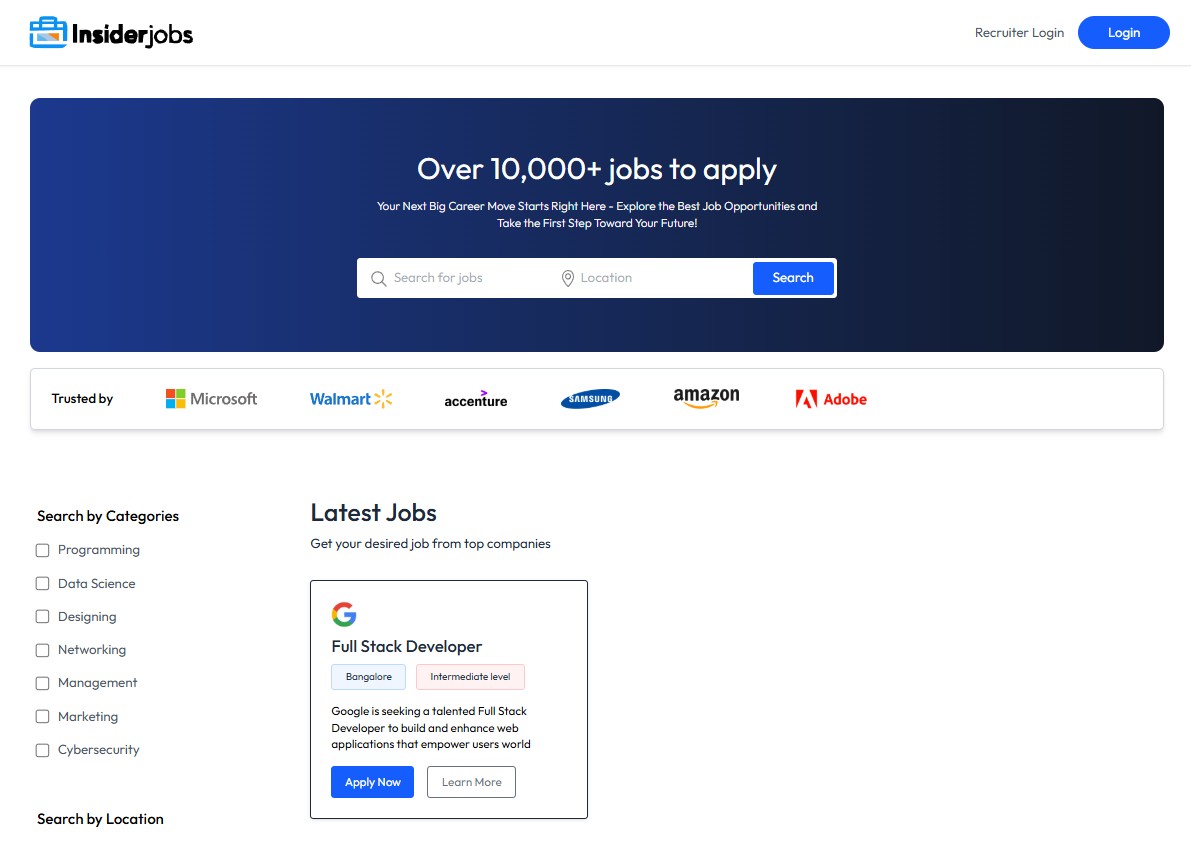 Insiderjobs
Recruiter Login
Login
Over 10,000+ jobs to apply
Your Next Big Career Move Starts Right Here - Explore the Best Job Opportunities and
Take the First Step Toward Your Future!
Search for jobs
Location
Search
Trusted by
Microsoft
Walmart
accenture
SAMSUNG
amazon
Adobe
Search by Categories
Programming
Data Science
Designing
Networking
Management
Marketing
Cybersecurity
Search by Location
Latest Jobs
Get your desired job from top companies
Full Stack Developer
Bangalore
Intermediate level
Google is seeking a talented Full Stack
Developer to build and enhance web
applications that empower users world
Apply Now
Learn More